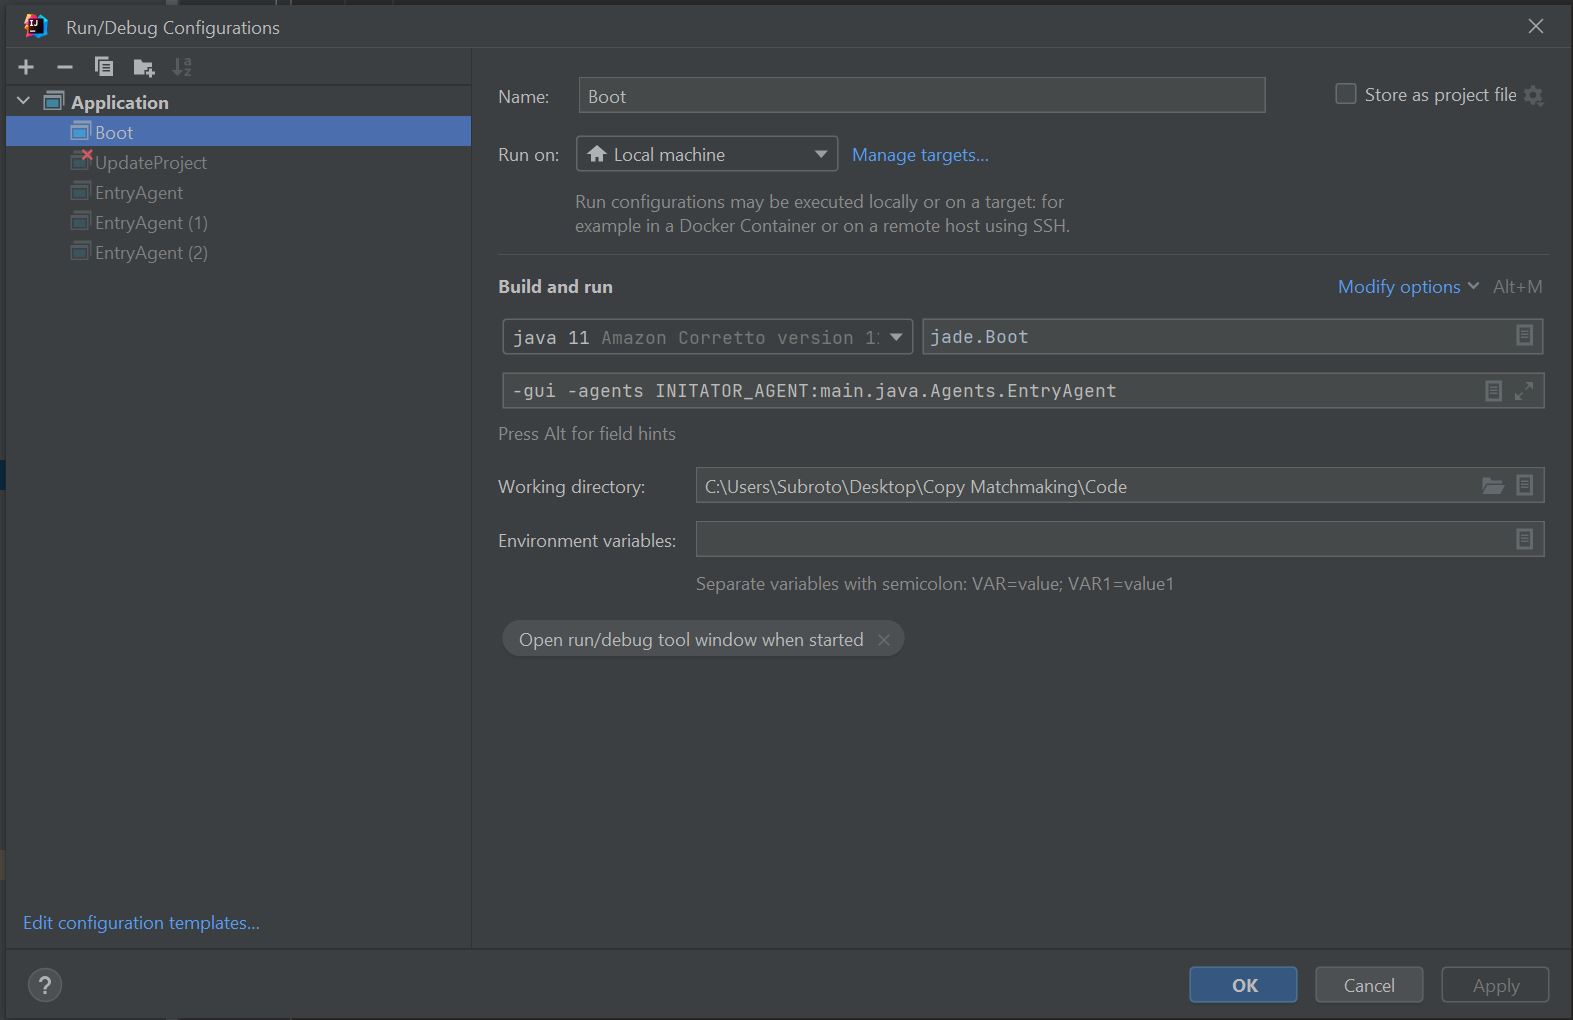 Run/Debug Configurations
Application
Boot
UpdateProject
EntryAgent
EntryAgent (1)
EntryAgent (2)
Edit configuration templates...
Name:
Boot
Store as project file
Run on:
Local machine
Manage targets...
Run configurations may be executed locally or on a target: for
example in a Docker Container or on a remote host using SSH.
Build and run
Modify options
Alt+M
java 11 Amazon Corretto version
jade.Boot
-gui -agents INITATOR_AGENT:main.java.Agents.EntryAgent
Press Alt for field hints
Working directory:
C:\Users\Subroto\Desktop\Copy Matchmaking\Code
Environment variables:
Separate variables with semicolon: VAR=value; VAR1=value1
Open run/debug tool window when started
?
OK
Cancel
Apply